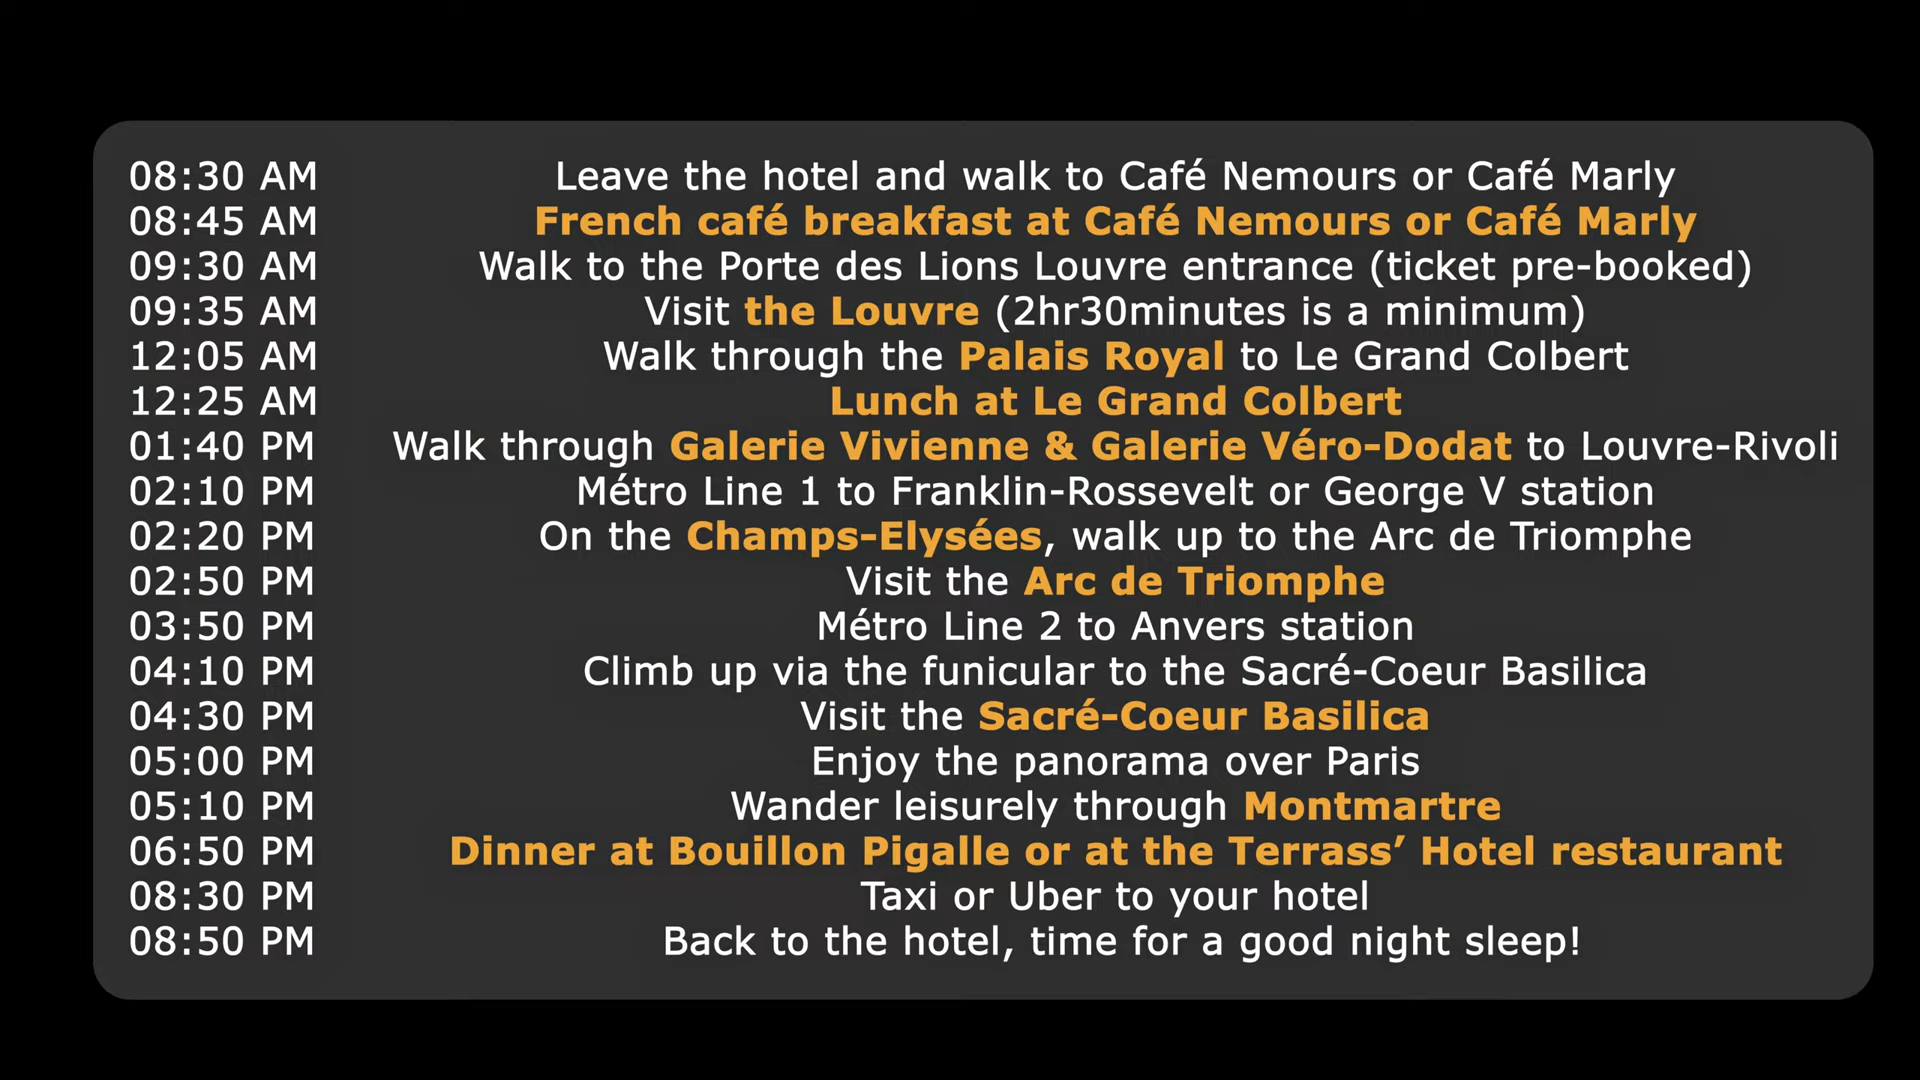 08:30 AM Leave the hotel and walk to Café Nemours or Café Marly
08:45 AM French café breakfast at Café Nemours or Café Marly
09:30 AM Walk to the Porte des Lions Louvre entrance (ticket pre-booked)
09:35 AM Visit the Louvre (2hr30minutes is a minimum)
12:05 AM Walk through the Palais Royal to Le Grand Colbert
12:25 AM Lunch at Le Grand Colbert
01:40 PM Walk through Galerie Vivienne & Galerie Véro-Dodat to Louvre-Rivoli
02:10 PM Métro Line 1 to Franklin-Rossevelt or George V station
02:20 PM On the Champs-Elysées, walk up to the Arc de Triomphe
02:50 PM Visit the Arc de Triomphe
03:50 PM Métro Line 2 to Anvers station
04:10 PM Climb up via the funicular to the Sacré-Coeur Basilica
04:30 PM Visit the Sacré-Coeur Basilica
05:00 PM Enjoy the panorama over Paris
05:10 PM Wander leisurely through Montmartre
06:50 PM Dinner at Bouillon Pigalle or at the Terrass’ Hotel restaurant
08:30 PM Taxi or Uber to your hotel
08:50 PM Back to the hotel, time for a good night sleep!